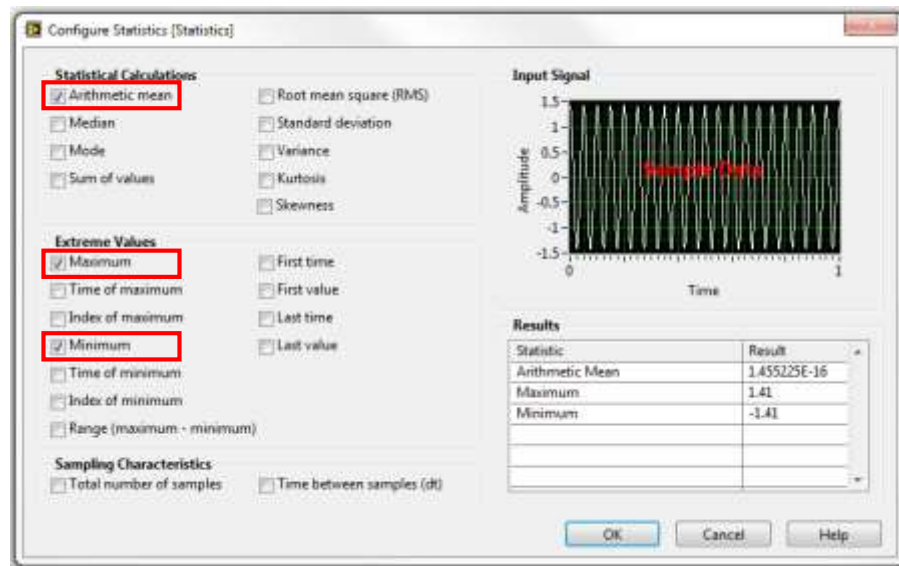 Configure Statistics [Statistics]
Statistical Calculations
Arithmetic mean
Median
Mode
Sum of values
Root mean square (RMS)
Standard deviation
Variance
Kurtosis
Skewness
Extreme Values
Maximum
Time of maximum
Index of maximum
Minimum
Time of minimum
Index of minimum
Range (maximum - minimum)
First time
First value
Last time
Last value
Sampling Characteristics
Total number of samples
Time between samples (dt)
Input Signal
Amplitude
1.5
1
0.5
0
-0.5
-1
-1.5
Sample Data
0 1
Time
Results
Statistic Result
Arithmetic Mean 1.455225E-16
Maximum 1.41
Minimum -1.41
OK Cancel Help